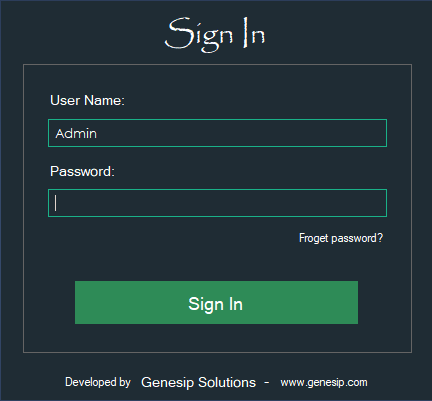 Sign In
User Name:
Admin
Password:
Froget password?
Sign In
Developed by Genesip Solutions - www.genesip.com